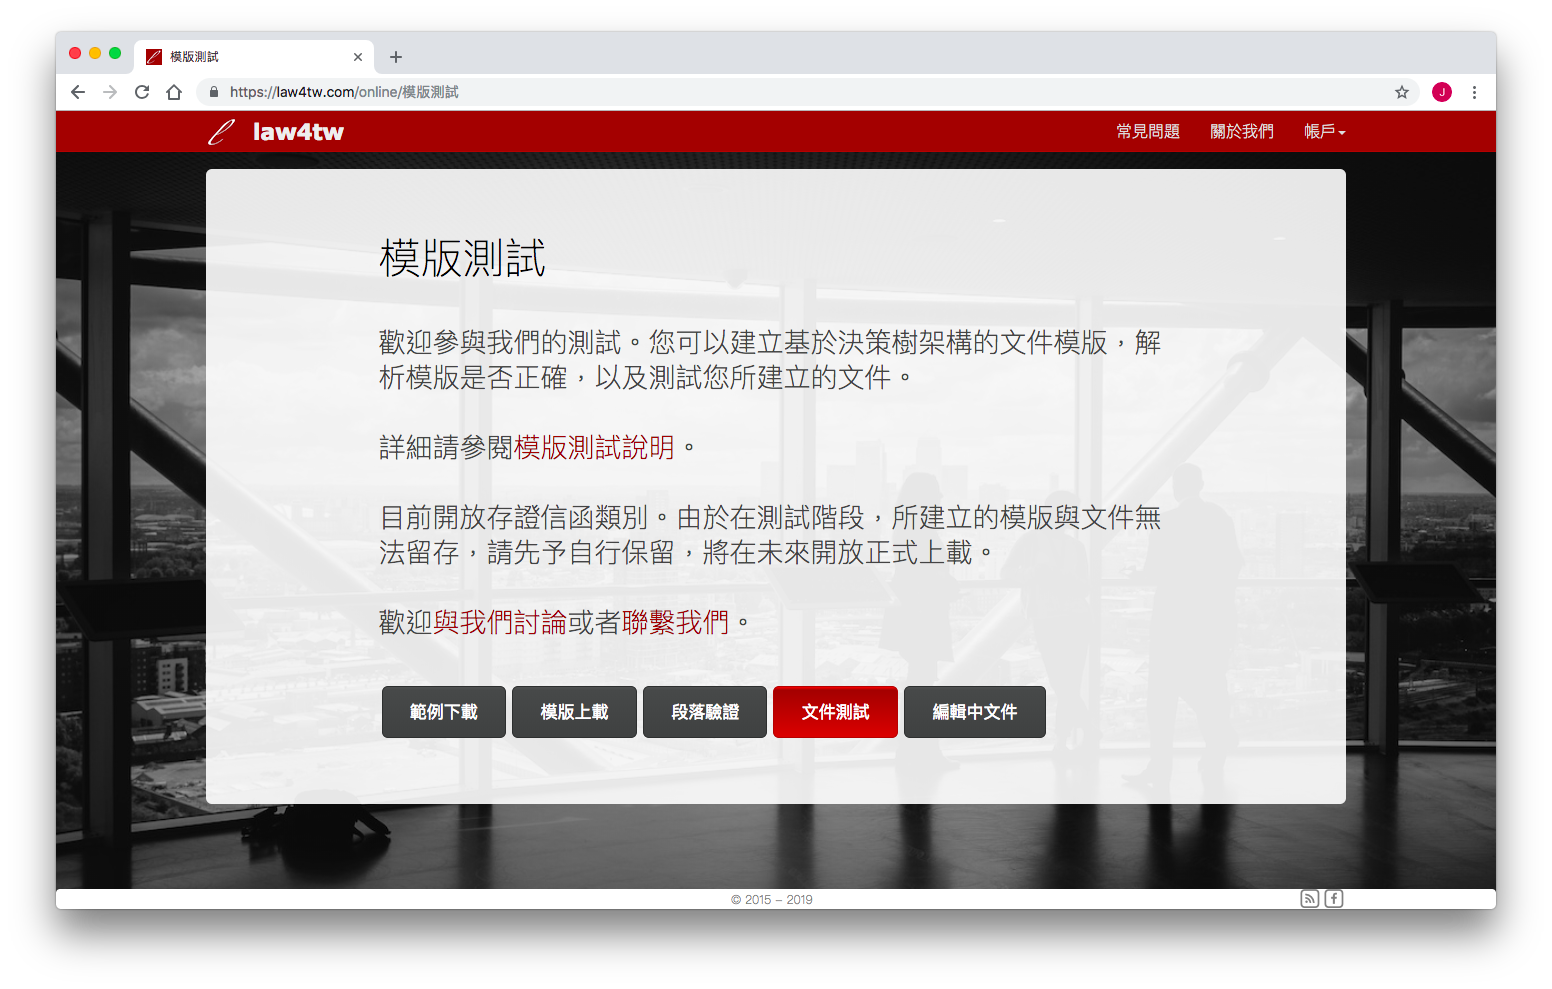 模版測試
https://law4tw.com/online/模版測試
J
law4tw
常見問題
關於我們
帳戶
模版測試
歡迎參與我們的測試。您可以建立基於決策樹架構的文件模版，解
析模版是否正確，以及測試您所建立的文件。
詳細請參閱模版測試說明。
目前開放存證信函類別。由於在測試階段，所建立的模版與文件無
法留存，請先予自行保留，將在未來開放正式上載。
歡迎與我們討論或者聯繫我們。
範例下載
模版上載
段落驗證
文件測試
編輯中文件
© 2015 – 2019